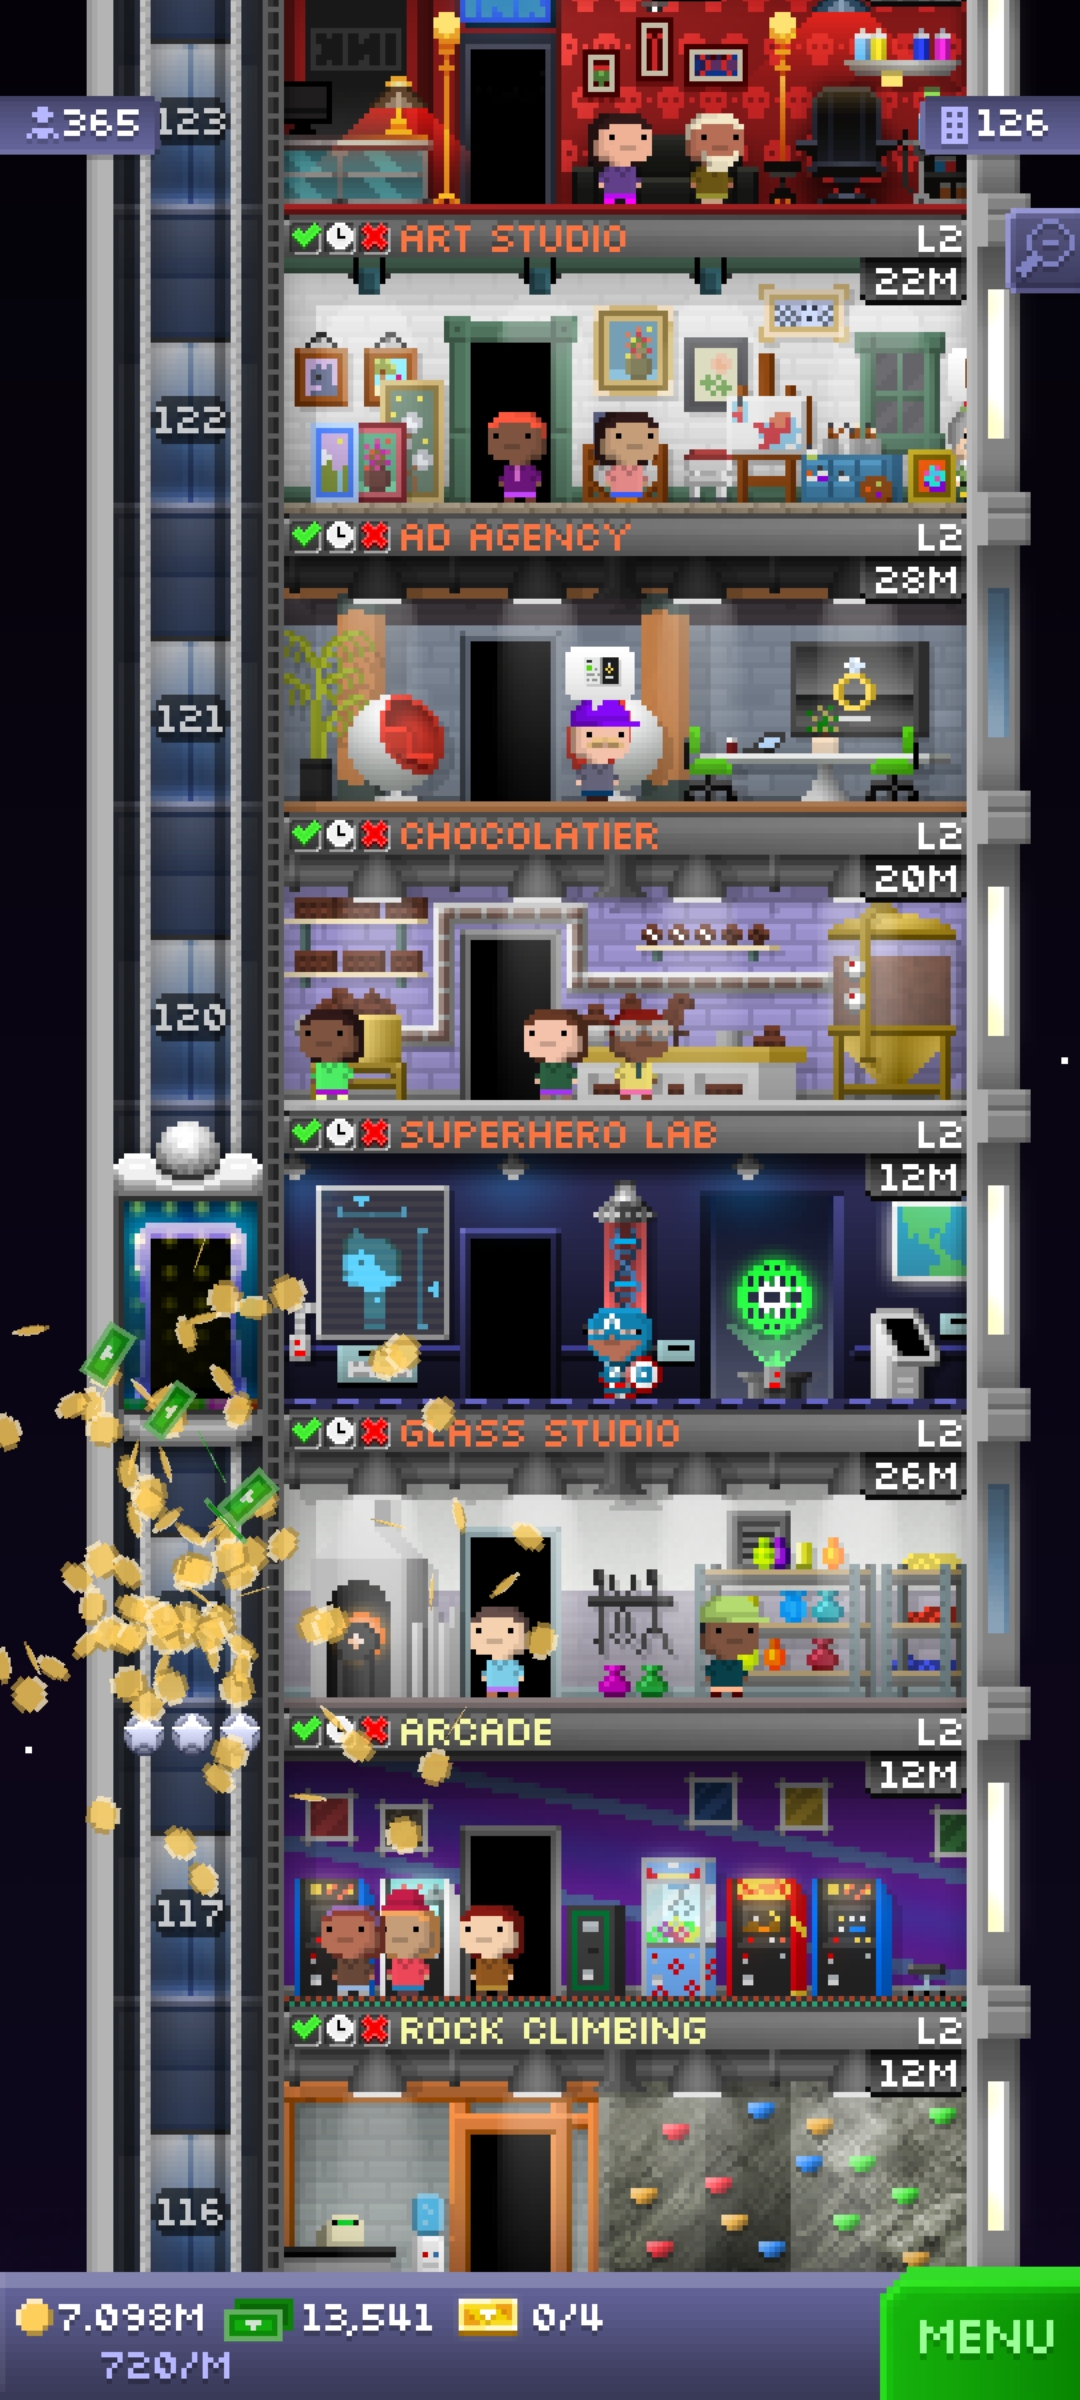 INK
365
123
126
ART STUDIO L2
22M
122
AD AGENCY L2
28M
121
CHOCOLATIER L2
20M
120
SUPERHERO LAB L2
12M
GLASS STUDIO L2
26M
ARCADE L2
12M
117
ROCK CLIMBING L2
12M
116
7.098M 13,541 0/4
720/M
MENU